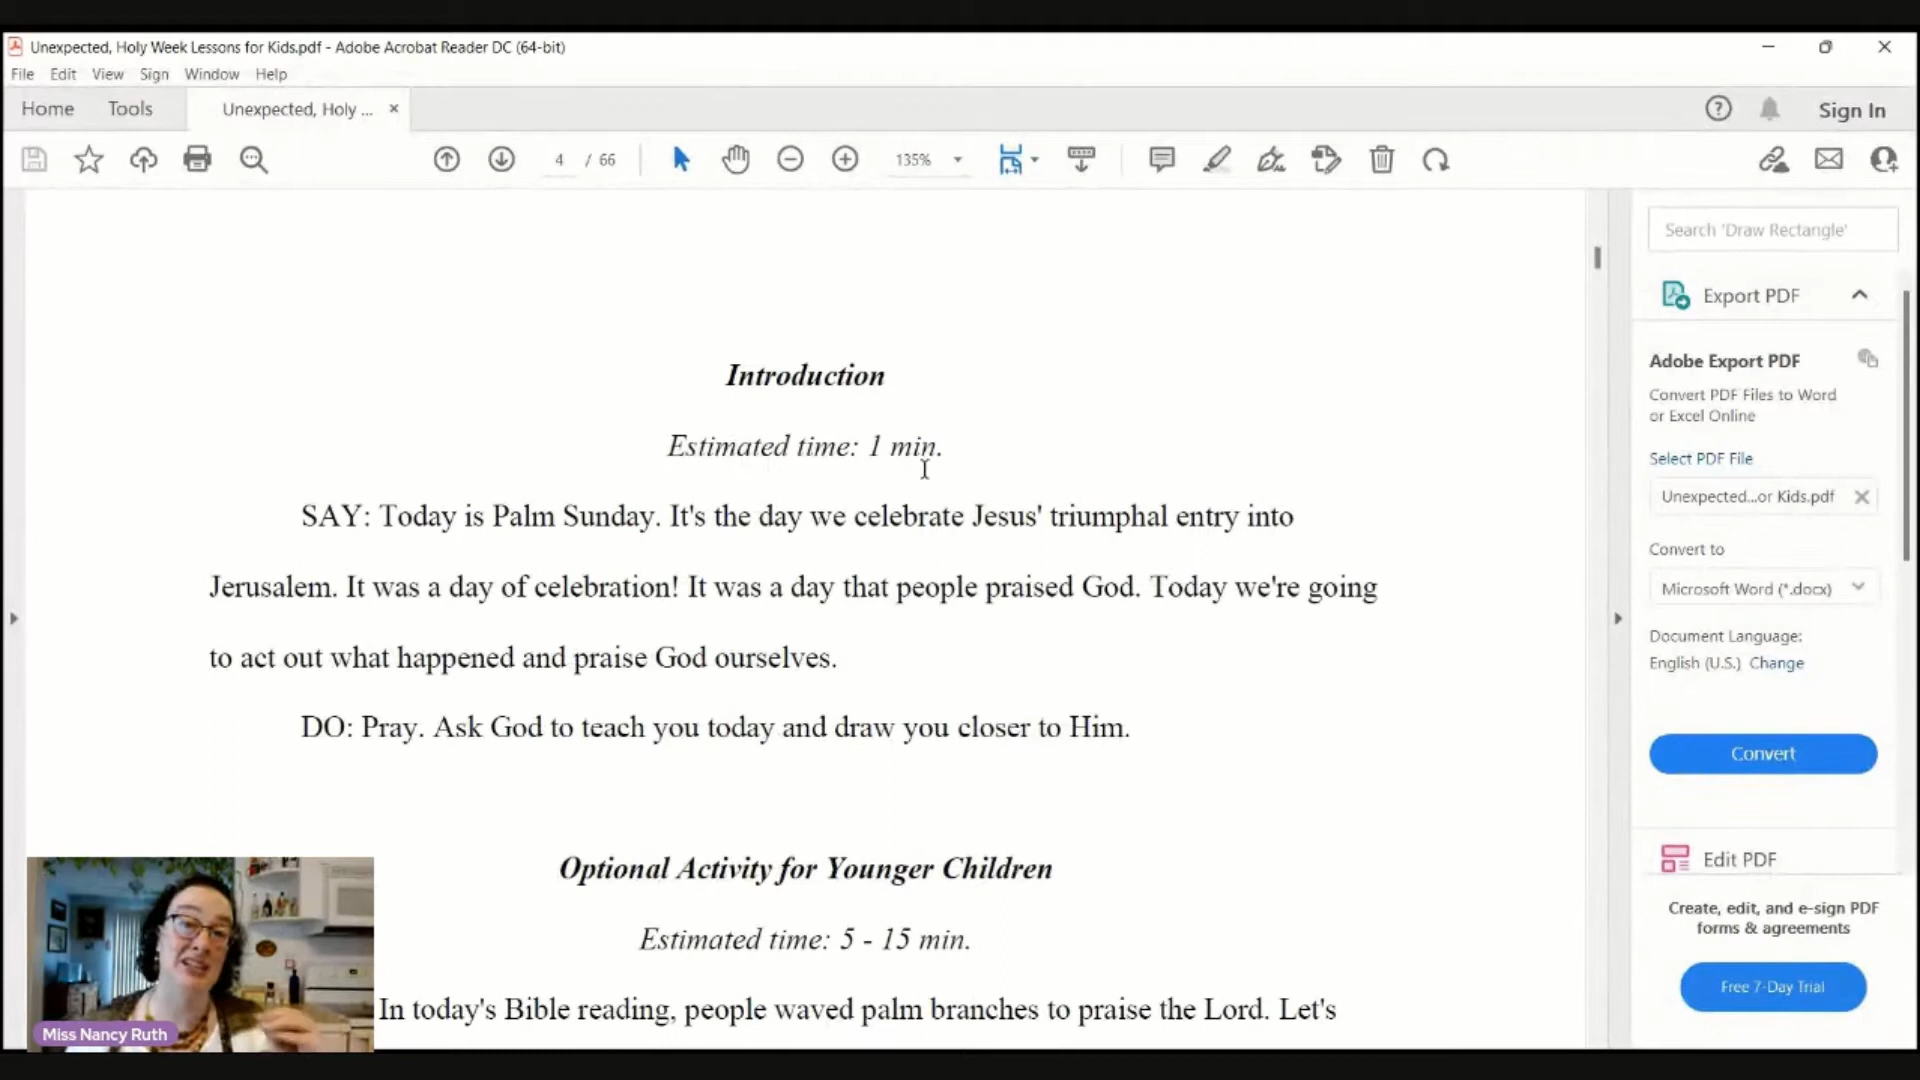 Unexpected, Holy Week Lessons for Kids.pdf - Adobe Acrobat Reader DC (64-bit)
File Edit View Sign Window Help
Home Tools Unexpected, Holy ... × Sign In
4 / 66 135%
Search 'Draw Rectangle'
Export PDF
Adobe Export PDF
Convert PDF Files to Word
or Excel Online
Select PDF File
Unexpected...or Kids.pdf
Convert to
Microsoft Word (*.docx)
Document Language:
English (U.S.) Change
Convert
Edit PDF
Create, edit, and e-sign PDF
forms & agreements
Free 7-Day Trial
Introduction
Estimated time: 1 min.
SAY: Today is Palm Sunday. It's the day we celebrate Jesus' triumphal entry into
Jerusalem. It was a day of celebration! It was a day that people praised God. Today we're going
to act out what happened and praise God ourselves.
DO: Pray. Ask God to teach you today and draw you closer to Him.
Optional Activity for Younger Children
Estimated time: 5 - 15 min.
In today's Bible reading, people waved palm branches to praise the Lord. Let's
Miss Nancy Ruth